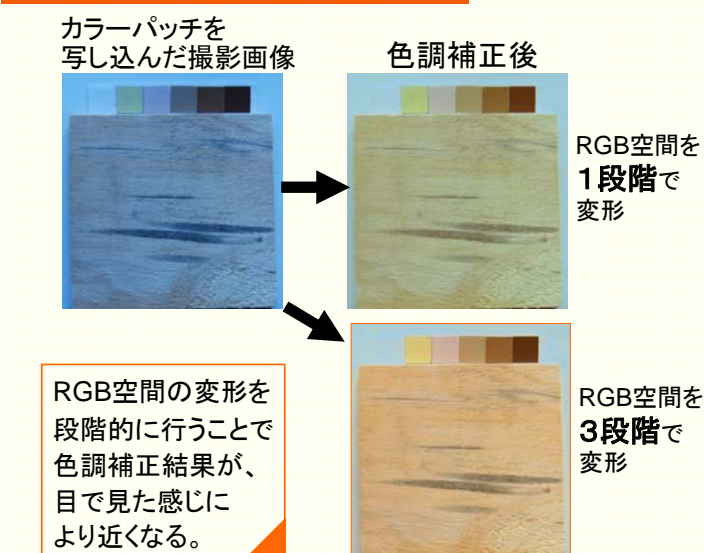 カラーパッチを
写し込んだ撮影画像
色調補正後
RGB空間を
1段階で
変形
RGB空間を
3段階で
変形
RGB空間の変形を
段階的に行うことで
色調補正結果が、
目で見た感じに
より近くなる。